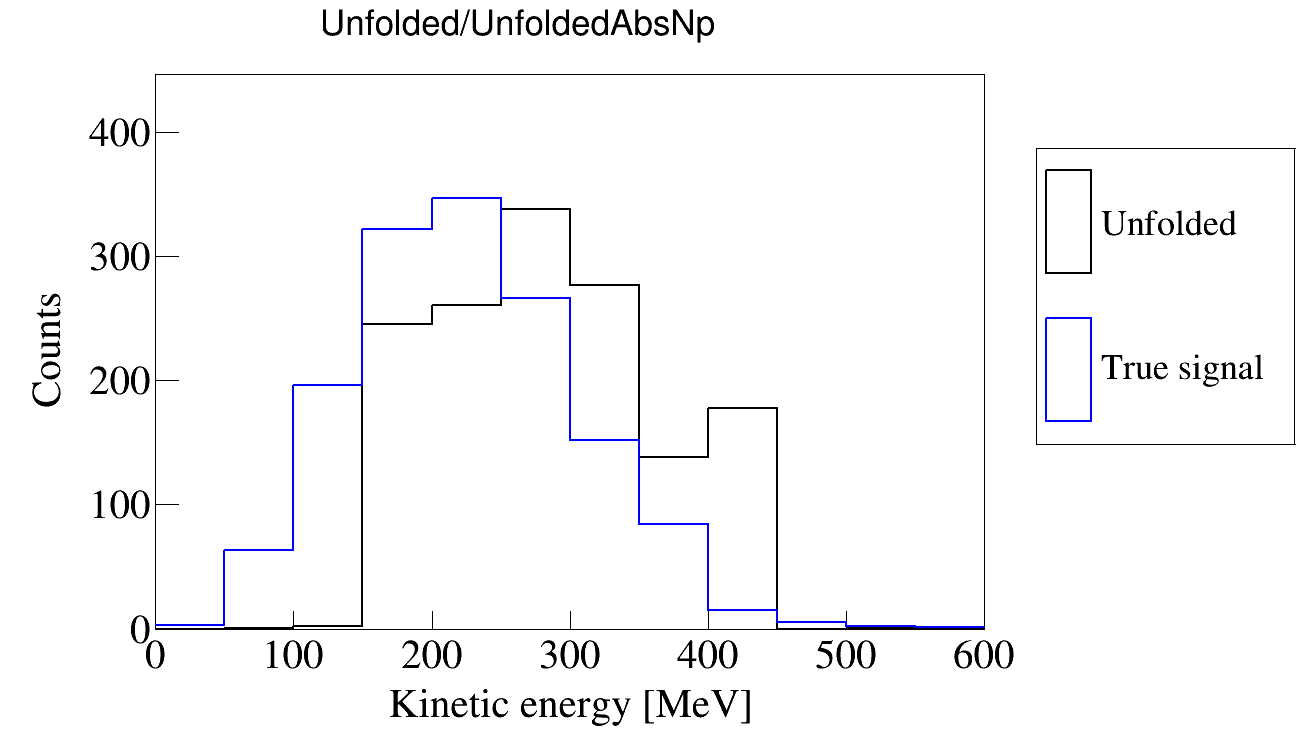 Unfolded/UnfoldedAbsNp
400
300
200
100
0
Counts
0 100 200 300 400 500 600
Kinetic energy [MeV]
Unfolded
True signal